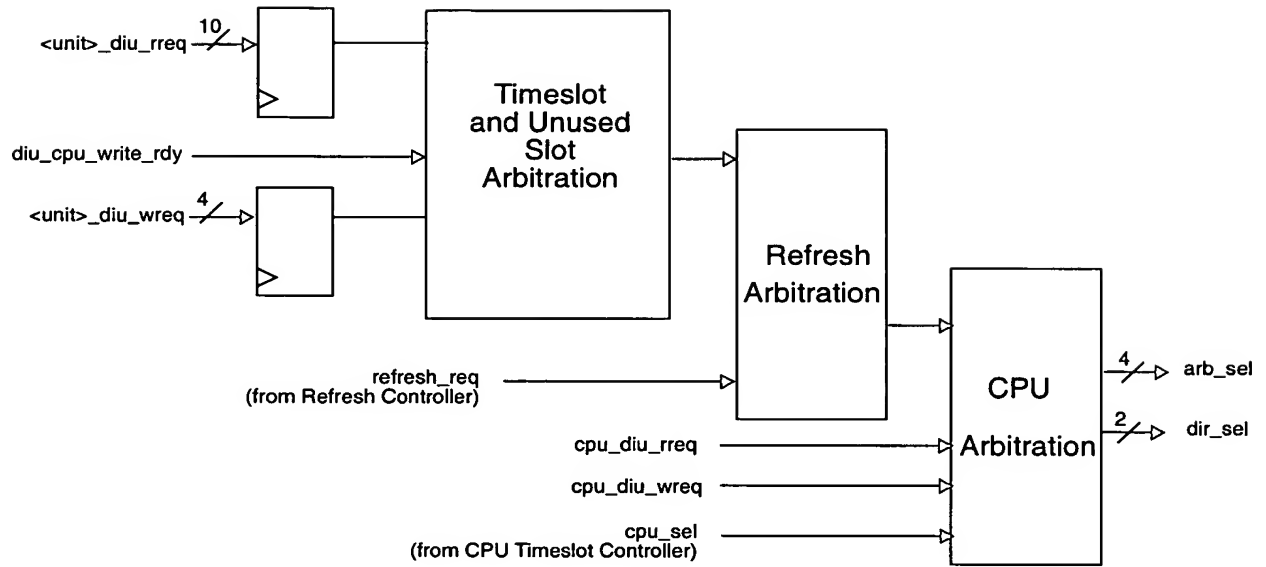 10
<unit>_diu_rreq
Timeslot
and Unused
Slot
Arbitration
diu_cpu_write_rdy
4
<unit>_diu_wreq
Refresh
Arbitration
refresh_req
(from Refresh Controller)
4
arb_sel
CPU
Arbitration
2
dir_sel
cpu_diu_rreq
cpu_diu_wreq
cpu_sel
(from CPU Timeslot Controller)